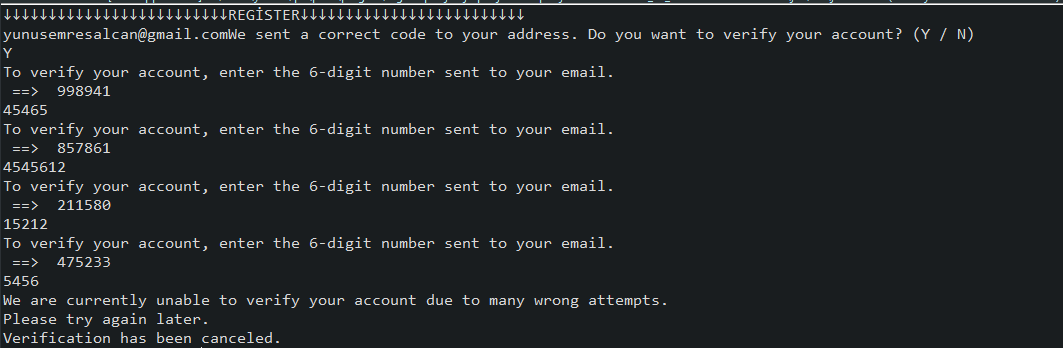 ↓↓↓↓↓↓↓↓↓↓↓↓↓↓↓↓↓↓↓↓↓↓↓↓↓REGİSTER↓↓↓↓↓↓↓↓↓↓↓↓↓↓↓↓↓↓↓↓↓↓↓↓↓
yunusemresalcan@gmail.comWe sent a correct code to your address. Do you want to verify your account? (Y / N)
Y
To verify your account, enter the 6-digit number sent to your email.
 ==>  998941
45465
To verify your account, enter the 6-digit number sent to your email.
 ==>  857861
4545612
To verify your account, enter the 6-digit number sent to your email.
 ==>  211580
15212
To verify your account, enter the 6-digit number sent to your email.
 ==>  475233
5456
We are currently unable to verify your account due to many wrong attempts.
Please try again later.
Verification has been canceled.